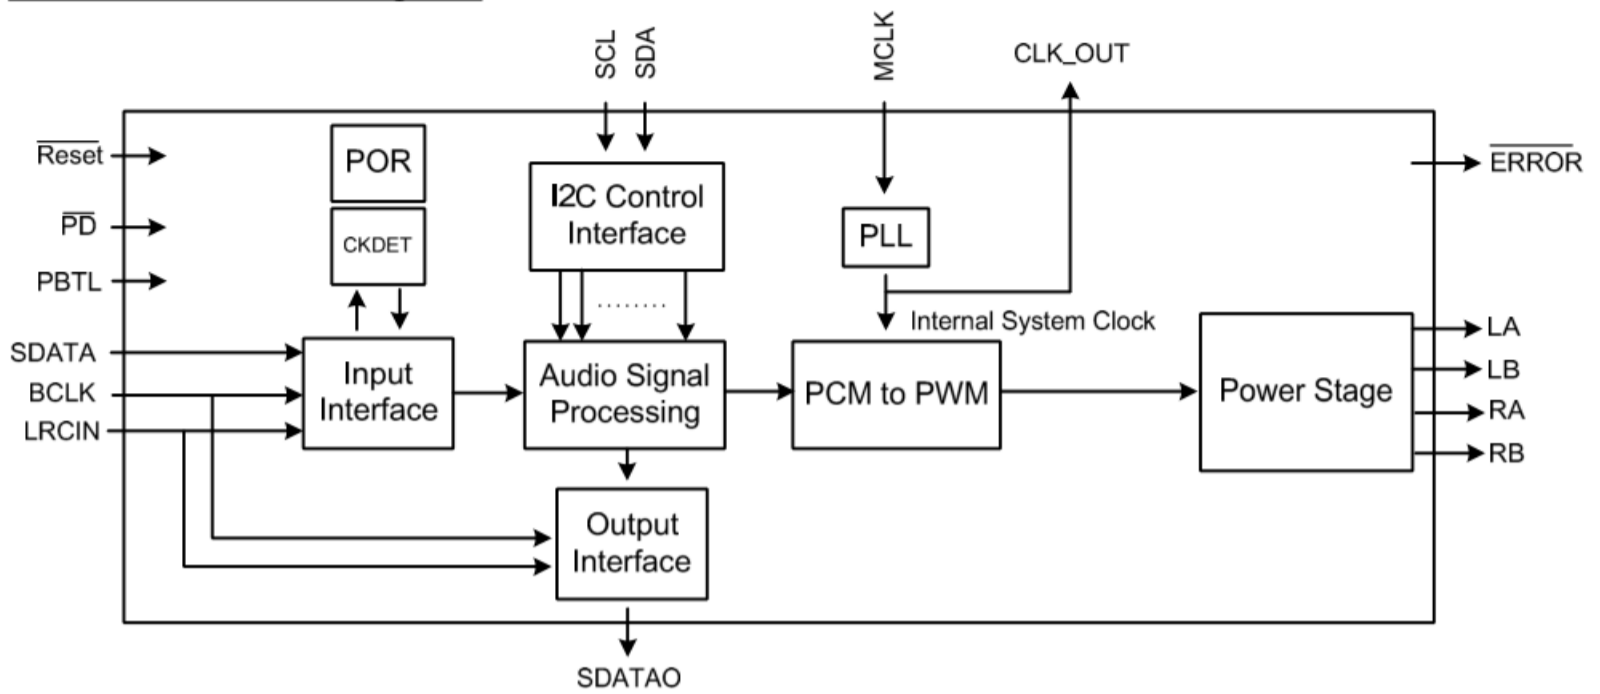 SCL
SDA
MCLK
CLK_OUT
Reset
POR
ERROR
I2C Control
Interface
PD
CKDET
PLL
PBTL
........
Internal System Clock
SDATA
BCLK
LRCIN
Input
Interface
Audio Signal
Processing
PCM to PWM
Power Stage
LA
LB
RA
RB
Output
Interface
SDATAO